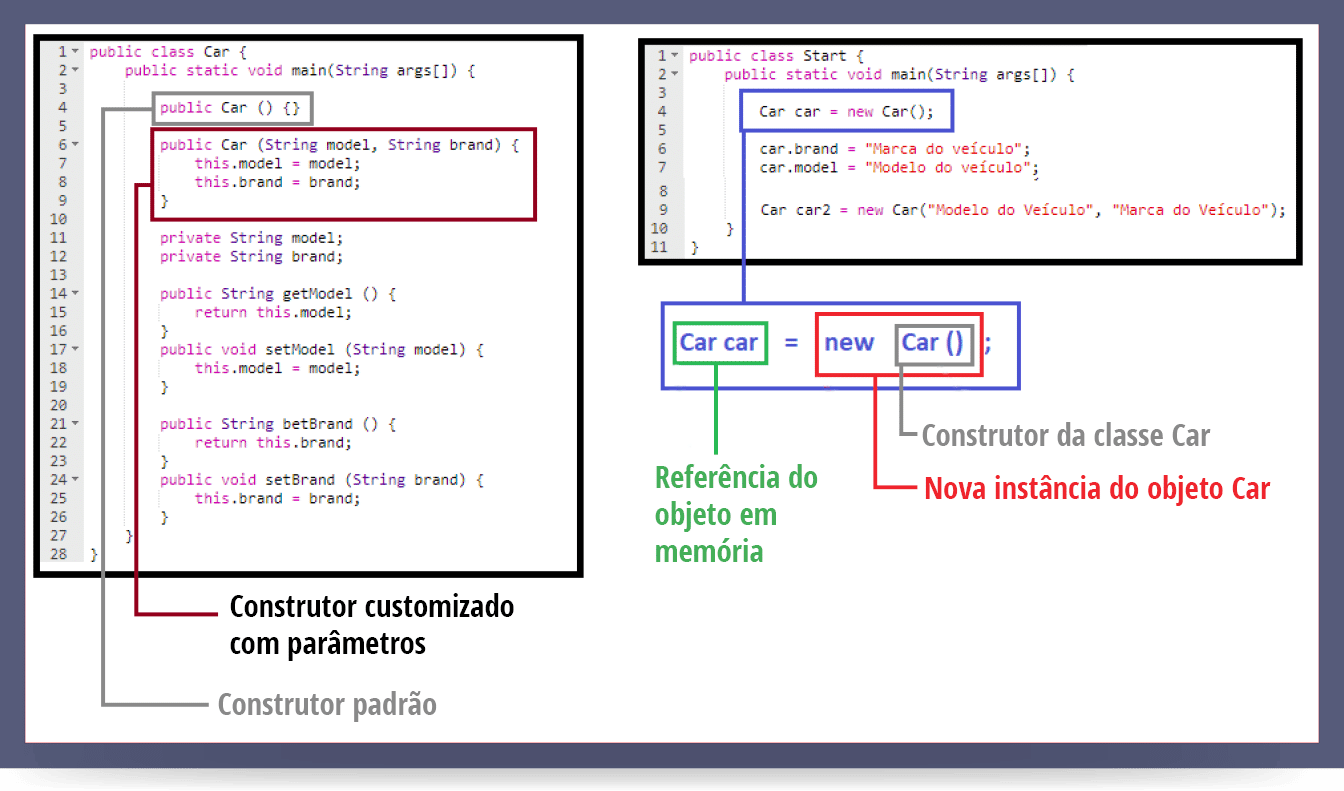 1 public class Car {
2 public static void main(String args[]) {
3
4 public Car () {}
5
6 public Car (String model, String brand) {
7 this.model = model;
8 this.brand = brand;
9 }
10
11 private String model;
12 private String brand;
13
14 public String getModel () {
15 return this.model;
16 }
17 public void setModel (String model) {
18 this.model = model;
19 }
20
21 public String betBrand () {
22 return this.brand;
23 }
24 public void setBrand (String brand) {
25 this.brand = brand;
26 }
27 }
28 }
Construtor customizado
com parâmetros
Construtor padrão
1 public class Start {
2 public static void main(String args[]) {
3
4 Car car = new Car();
5
6 car.brand = "Marca do veículo";
7 car.model = "Modelo do veículo";
8
9 Car car2 = new Car("Modelo do Veículo", "Marca do Veículo");
10 }
11 }
Car car = new Car () ;
Construtor da classe Car
Nova instância do objeto Car
Referência do
objeto em
memória